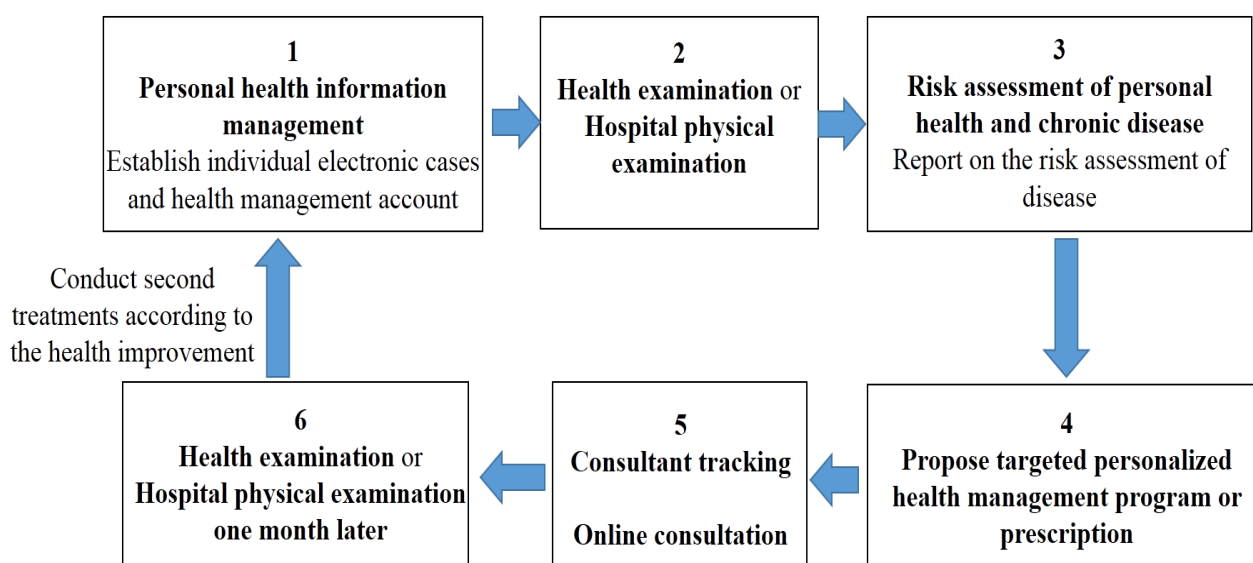 1
Personal health information
management
Establish individual electronic cases
and health management account
2
Health examination or
Hospital physical
examination
3
Risk assessment of personal
health and chronic disease
Report on the risk assessment of
disease
4
Propose targeted personalized
health management program or
prescription
5
Consultant tracking
Online consultation
6
Health examination or
Hospital physical examination
one month later
Conduct second
treatments according to
the health improvement